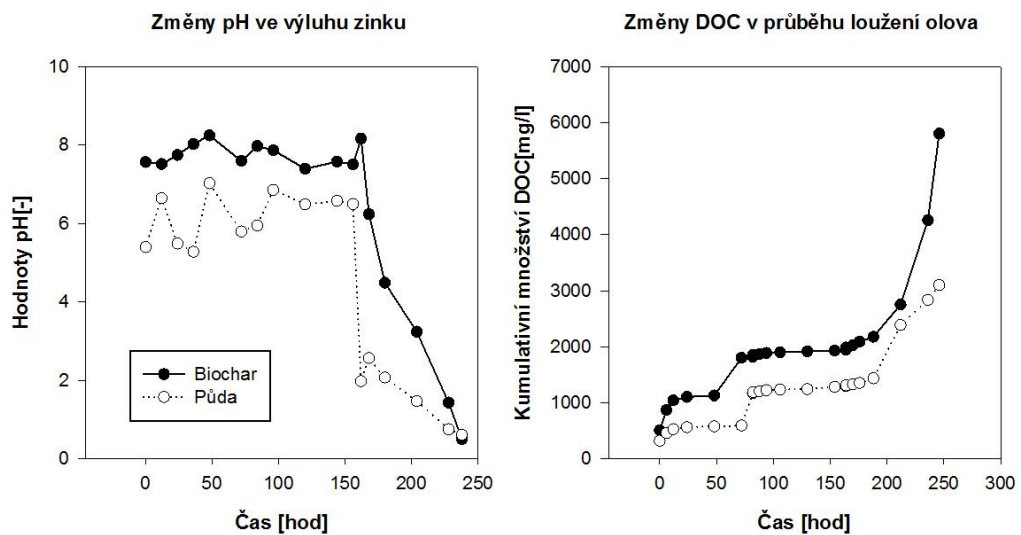 Změny pH ve výluhu zinku
Hodnoty pH[-]
10
8
6
4
2
0
Biochar
Půda
0 50 100 150 200 250
Čas [hod]
Změny DOC v průběhu loužení olova
Kumulativní množství DOC[mg/l]
7000
6000
5000
4000
3000
2000
1000
0
0 50 100 150 200 250 300
Čas [hod]